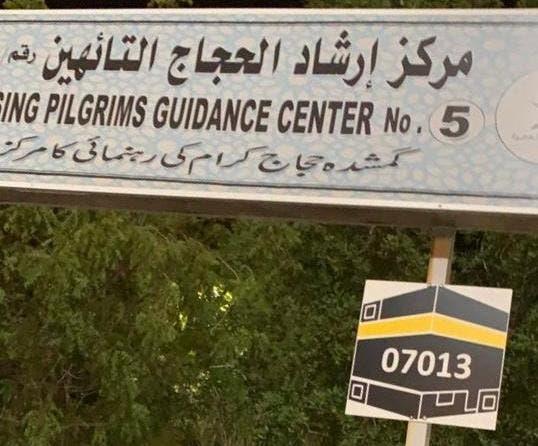 مركز إرشاد الحجاج التائهين رقم
SING PILGRIMS GUIDANCE CENTER No. 5
گمشدہ حجاج کرام کی رہنمائی کا مرکز
07013